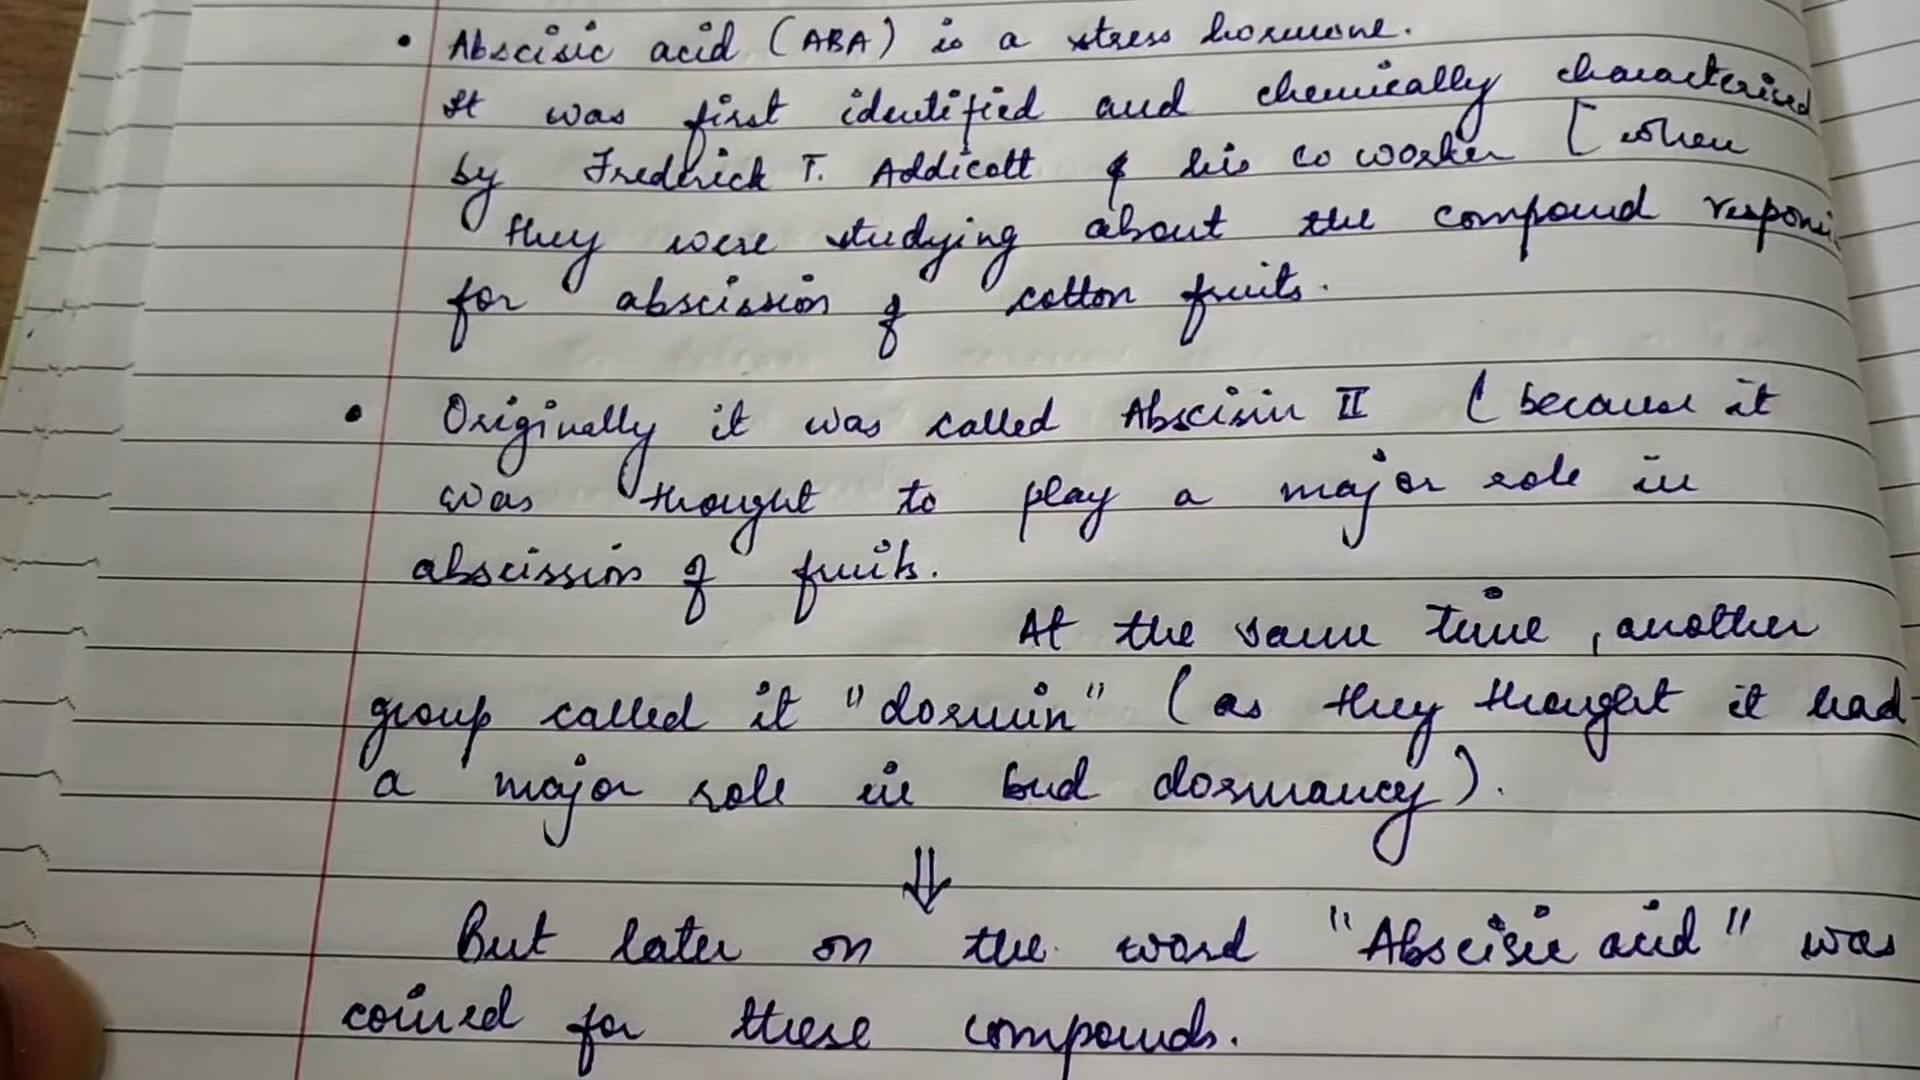 • Abscisic acid (ABA) is a stress hormone.
It was first identified and chemically characterised
by Fredrick T. Addicott & his co worker [ when
they were studying about the compound responsi
for abscission of cotton fruits.
• Originally it was called Abscisin II ( because it
was thought to play a major role in
abscission of fruits.
At the same time, another
group called it "dormin" (as they thought it had
a major role in bud dormancy).
⇓
But later on the word "Abscisic acid" was
coined for these compounds.